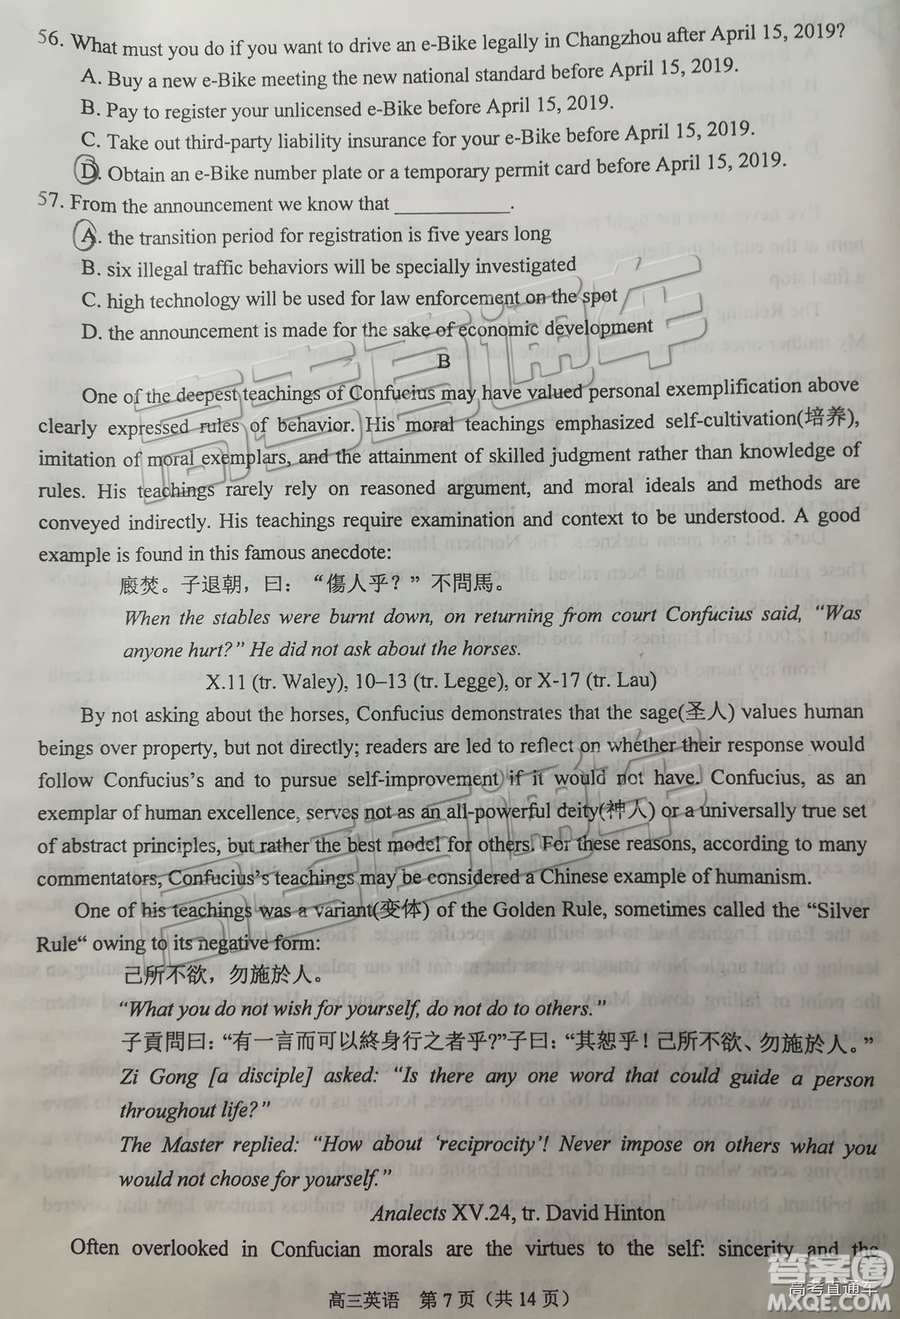 56. What must you do if you want to drive an e-Bike legally in Changzhou after April 15, 2019?
A. Buy a new e-Bike meeting the new national standard before April 15, 2019.
B. Pay to register your unlicensed e-Bike before April 15, 2019.
C. Take out third-party liability insurance for your e-Bike before April 15, 2019.
D. Obtain an e-Bike number plate or a temporary permit card before April 15, 2019.
57. From the announcement we know that ___________.
A. the transition period for registration is five years long
B. six illegal traffic behaviors will be specially investigated
C. high technology will be used for law enforcement on the spot
D. the announcement is made for the sake of economic development
B
One of the deepest teachings of Confucius may have valued personal exemplification above
clearly expressed rules of behavior. His moral teachings emphasized self-cultivation(培养),
imitation of moral exemplars, and the attainment of skilled judgment rather than knowledge of
rules. His teachings rarely rely on reasoned argument, and moral ideals and methods are
conveyed indirectly. His teachings require examination and context to be understood. A good
example is found in this famous anecdote:
廄焚。子退朝，曰：“傷人乎？”不問馬。
When the stables were burnt down, on returning from court Confucius said, “Was
anyone hurt?” He did not ask about the horses.
X.11 (tr. Waley), 10–13 (tr. Legge), or X-17 (tr. Lau)
By not asking about the horses, Confucius demonstrates that the sage(圣人) values human
beings over property, but not directly; readers are led to reflect on whether their response would
follow Confucius's and to pursue self-improvement if it would not have. Confucius, as an
exemplar of human excellence, serves not as an all-powerful deity(神人) or a universally true set
of abstract principles, but rather the best model for others. For these reasons, according to many
commentators, Confucius's teachings may be considered a Chinese example of humanism.
One of his teachings was a variant(变体) of the Golden Rule, sometimes called the “Silver
Rule“ owing to its negative form:
己所不欲，勿施於人。
“What you do not wish for yourself, do not do to others.”
子貢問曰：“有一言而可以終身行之者乎?”子曰：“其恕乎！己所不欲、勿施於人。”
Zi Gong [a disciple] asked: “Is there any one word that could guide a person
throughout life?”
The Master replied: “How about ‘reciprocity’! Never impose on others what you
would not choose for yourself.”
Analects XV.24, tr. David Hinton
Often overlooked in Confucian morals are the virtues to the self: sincerity and the
高三英语 第 7 页（共 14 页）
答案圈
高考直通车
MXQE.COM
高考直通车
高考直通车